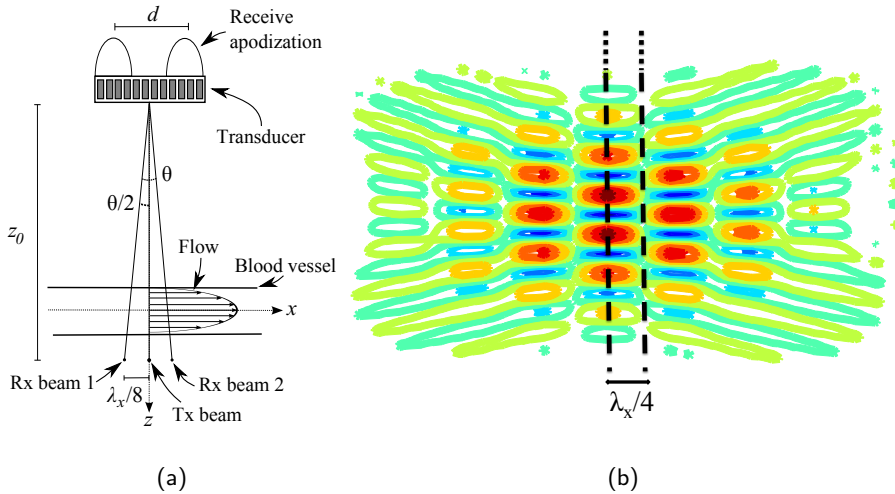 d
Receive
apodization
Transducer
θ
θ/2
z₀
Flow
Blood vessel
x
Rx beam 1
Rx beam 2
λₓ/8
Tx beam
z
λₓ/4
(a)
(b)